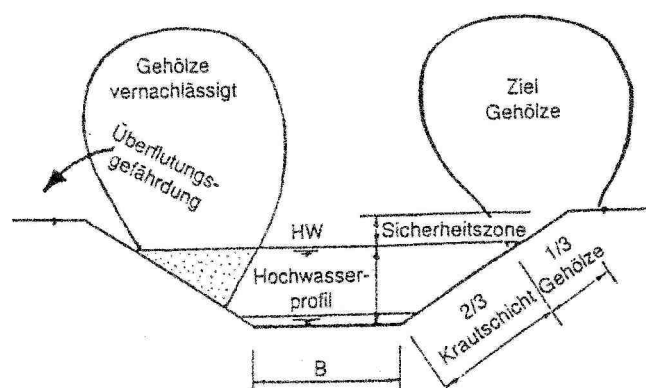 Gehölze
vernachlässigt
Überflutungs-
gefährdung
Ziel
Gehölze
HW
Sicherheitszone
Hochwasser-
profil
B
2/3
Krautschicht
1/3
Gehölze